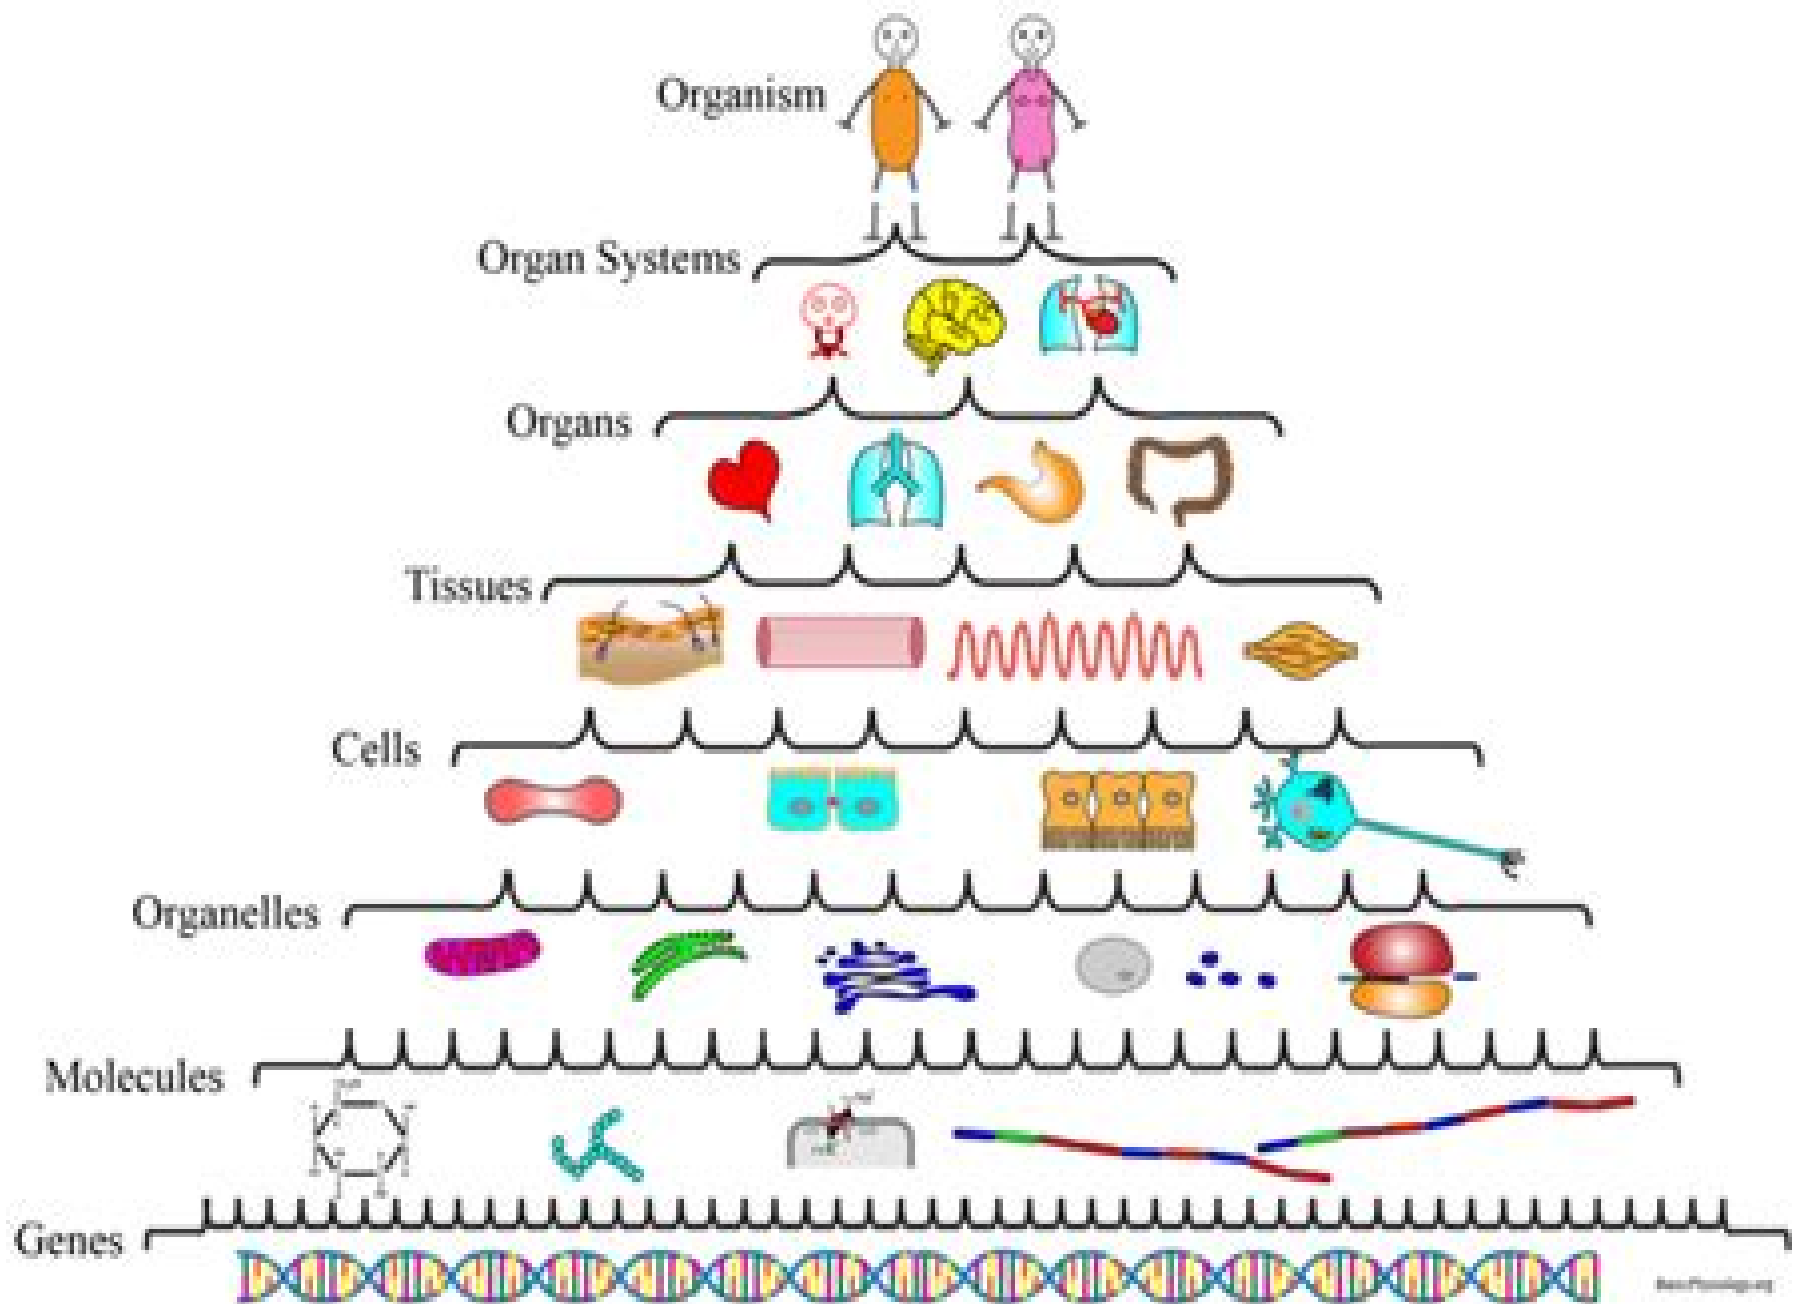 Organism
Organ Systems
Organs
Tissues
Cells
Organelles
Molecules
Genes